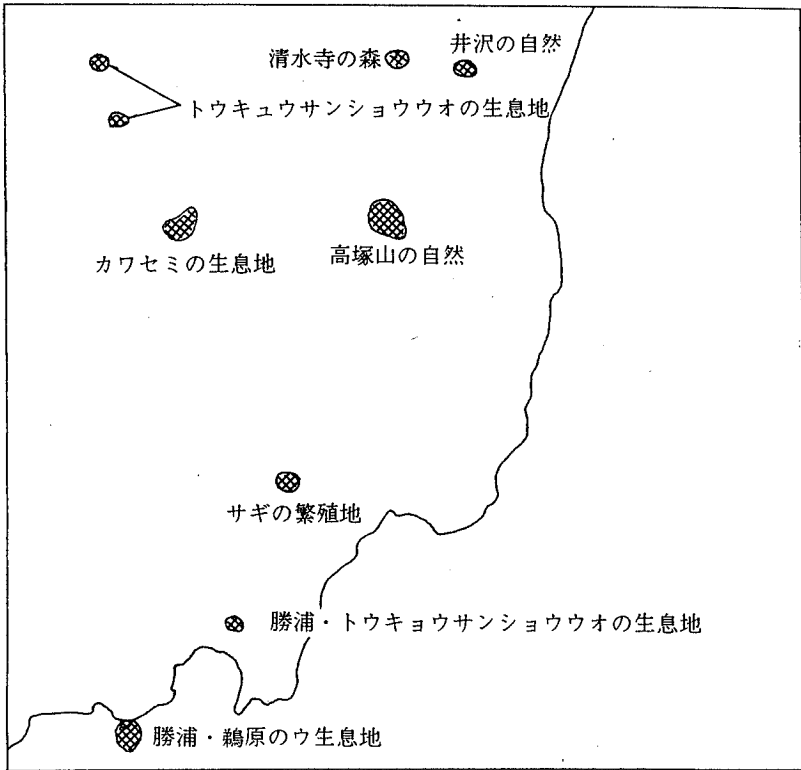 井沢の自然
清水寺の森
トウキュウサンショウウオの生息地
高塚山の自然
カワセミの生息地
サギの繁殖地
勝浦・トウキョウサンショウウオの生息地
勝浦・鵜原のウ生息地